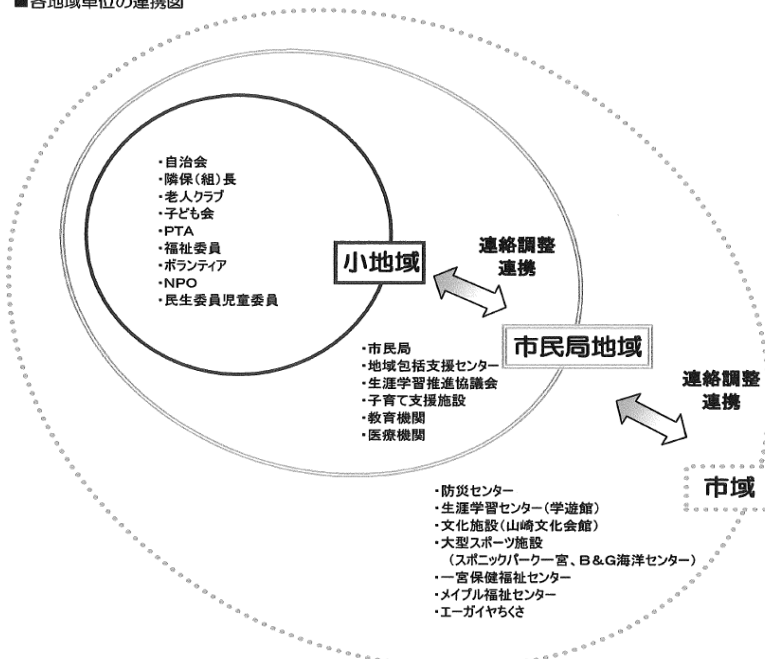 ■各地域単位の連携図
・自治会
・隣保(組)長
・老人クラブ
・子ども会
・PTA
・福祉委員
・ボランティア
・NPO
・民生委員児童委員
小地域
連絡調整
連携
・市民局
・地域包括支援センター
・生涯学習推進協議会
・子育て支援施設
・教育機関
・医療機関
市民局地域
連絡調整
連携
・防災センター
・生涯学習センター(学遊館)
・文化施設(山崎文化会館)
・大型スポーツ施設
(スポニックパーク一宮、B&G海洋センター)
・一宮保健福祉センター
・メイプル福祉センター
・エーガイヤちくさ
市域